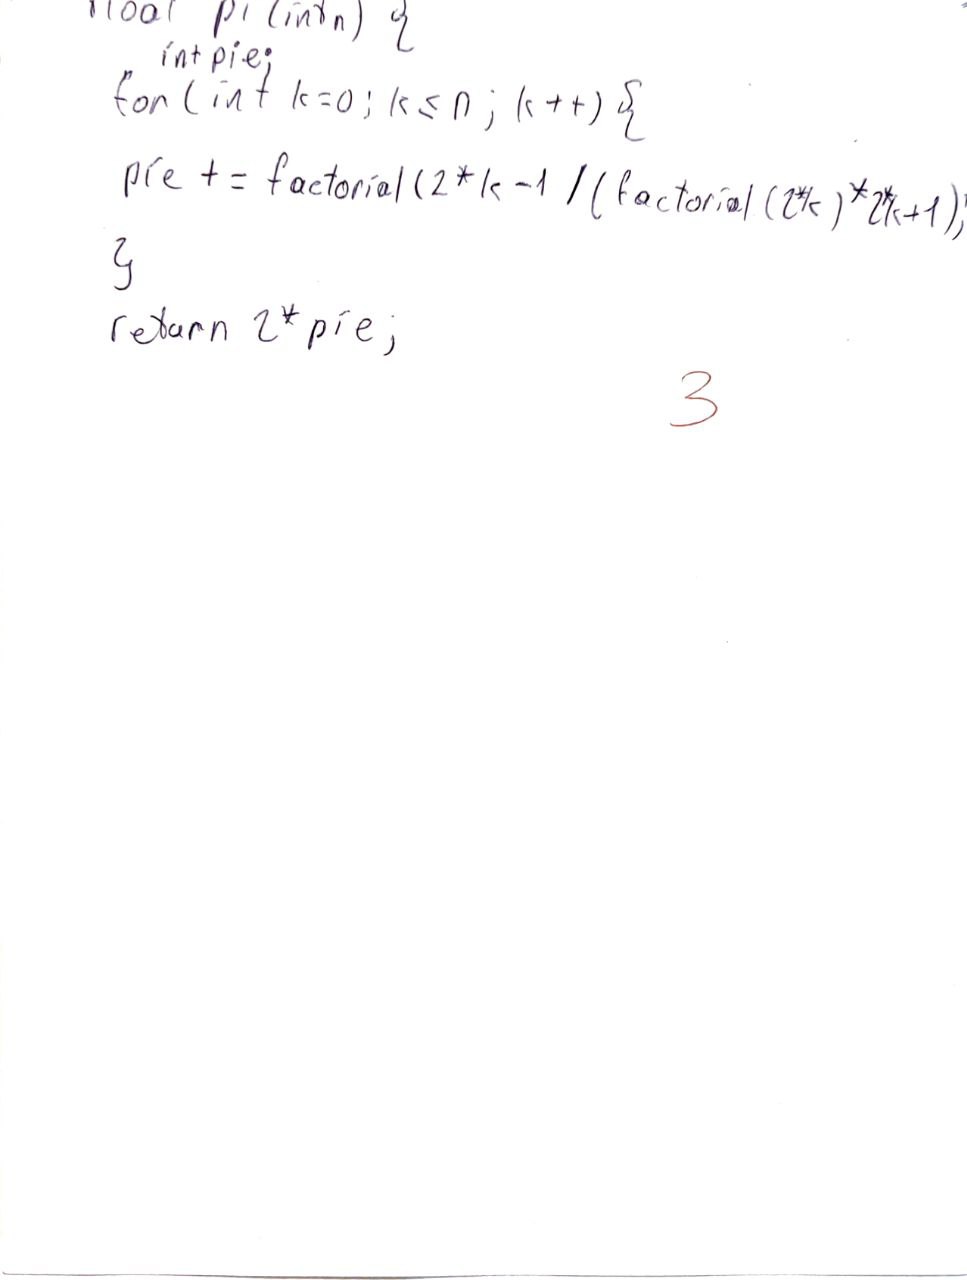 float pi (int n) {
int pie;
for (int k=0; k≤n; k++) {
pie += factorial(2*k-1 /(factorial(2*k)*2*k+1);
}
return 2*pie;
3